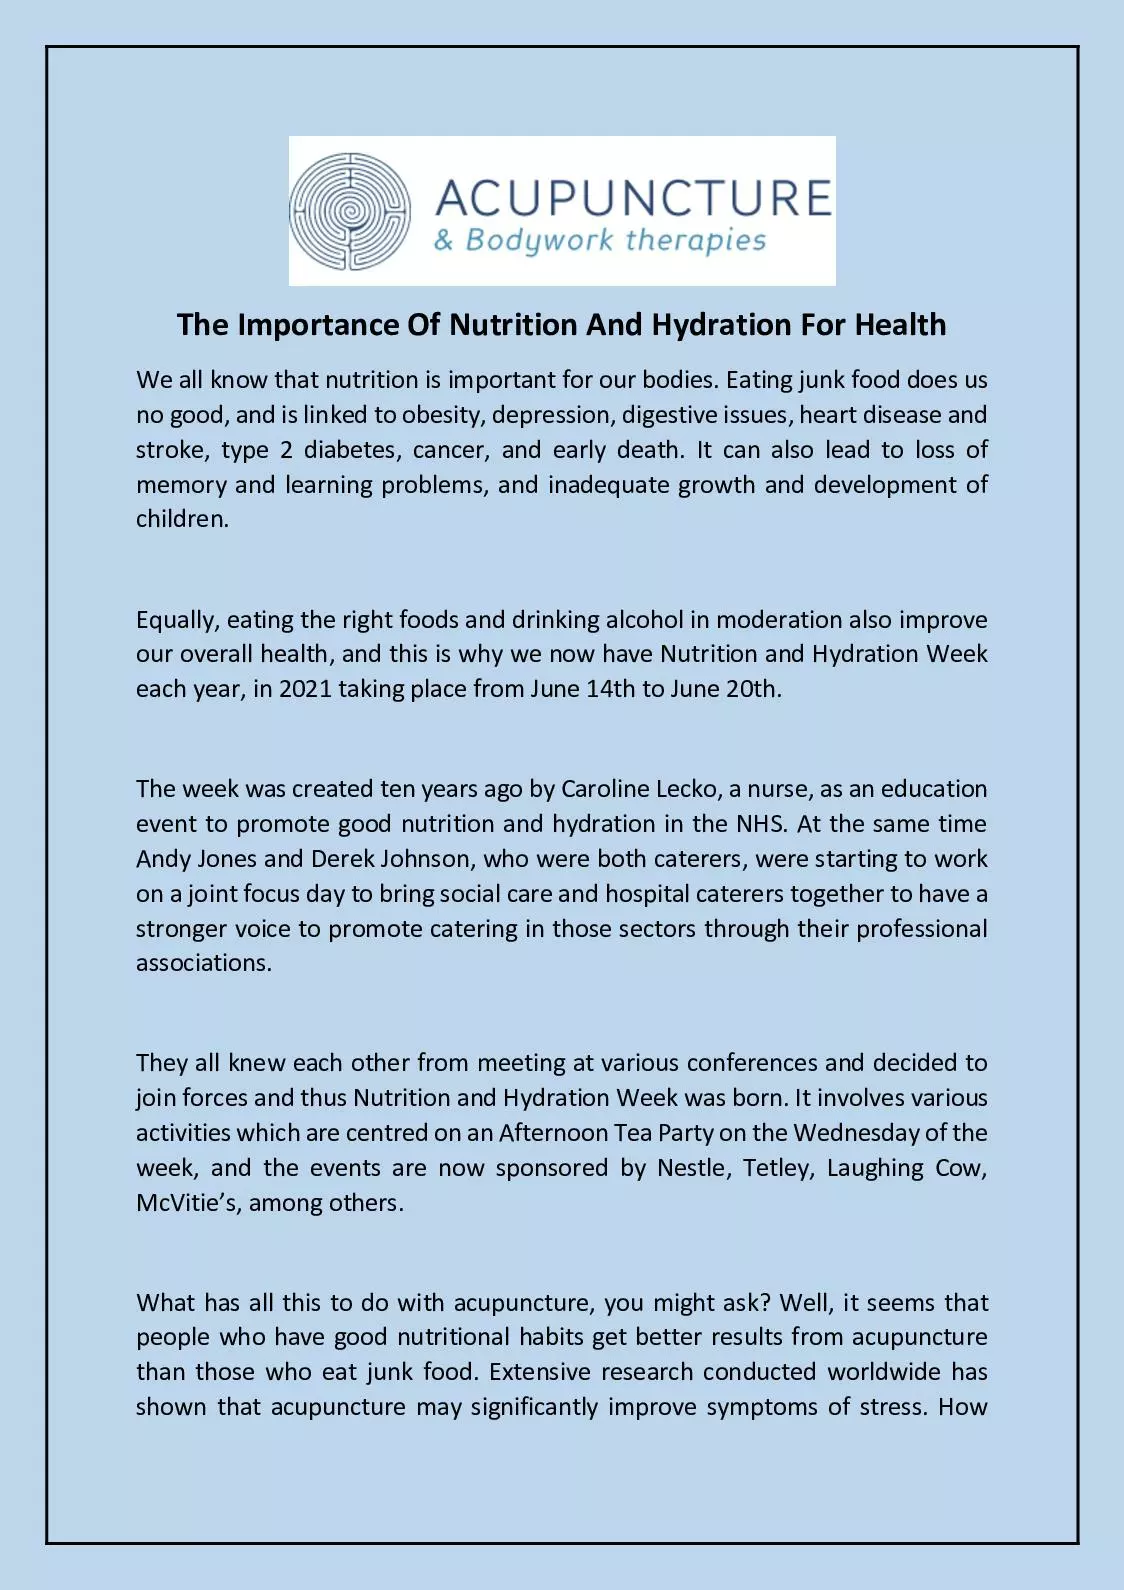 ACUPUNCTURE
& Bodywork therapies
The Importance Of Nutrition And Hydration For Health
We all know that nutrition is important for our bodies. Eating junk food does us
no good, and is linked to obesity, depression, digestive issues, heart disease and
stroke, type 2 diabetes, cancer, and early death. It can also lead to loss of
memory and learning problems, and inadequate growth and development of
children.
Equally, eating the right foods and drinking alcohol in moderation also improve
our overall health, and this is why we now have Nutrition and Hydration Week
each year, in 2021 taking place from June 14th to June 20th.
The week was created ten years ago by Caroline Lecko, a nurse, as an education
event to promote good nutrition and hydration in the NHS. At the same time
Andy Jones and Derek Johnson, who were both caterers, were starting to work
on a joint focus day to bring social care and hospital caterers together to have a
stronger voice to promote catering in those sectors through their professional
associations.
They all knew each other from meeting at various conferences and decided to
join forces and thus Nutrition and Hydration Week was born. It involves various
activities which are centred on an Afternoon Tea Party on the Wednesday of the
week, and the events are now sponsored by Nestle, Tetley, Laughing Cow,
McVitie’s, among others.
What has all this to do with acupuncture, you might ask? Well, it seems that
people who have good nutritional habits get better results from acupuncture
than those who eat junk food. Extensive research conducted worldwide has
shown that acupuncture may significantly improve symptoms of stress. How